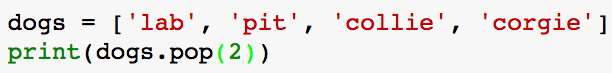 dogs = ['lab', 'pit', 'collie', 'corgie']
print(dogs.pop(2))